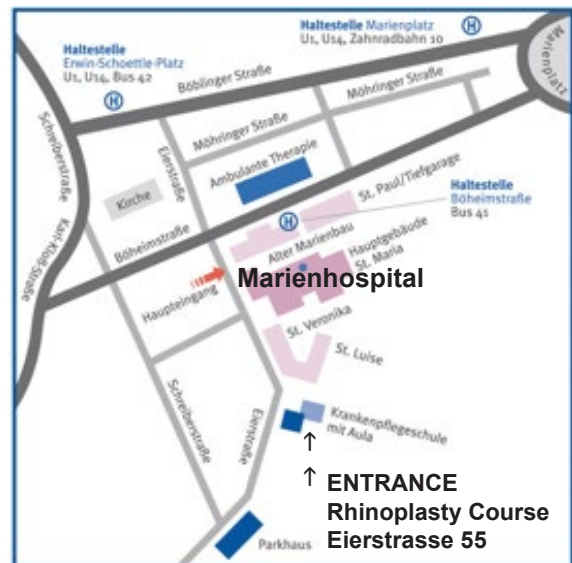 Haltestelle Marienplatz
U1, U14, Zahnradbahn 10
H
Marienplatz
Haltestelle
Erwin-Schoettle-Platz
U1, U14, Bus 42
H
Böblinger Straße
Möhringer Straße
Möhringer Straße
Schreiberstraße
Eierstraße
Ambulante Therapie
Kirche
St. Paul/Tiefgarage
Haltestelle
Böheimstraße
Bus 41
H
Karl-Kloß-Straße
Böheimstraße
Alter Marienbau
Hauptgebäude
St. Maria
Marienhospital
Haupteingang
St. Veronika
St. Luise
Schreiberstraße
Eierstraße
Krankenpflegeschule
mit Aula
↑
↑ ENTRANCE
Rhinoplasty Course
Eierstrasse 55
Parkhaus